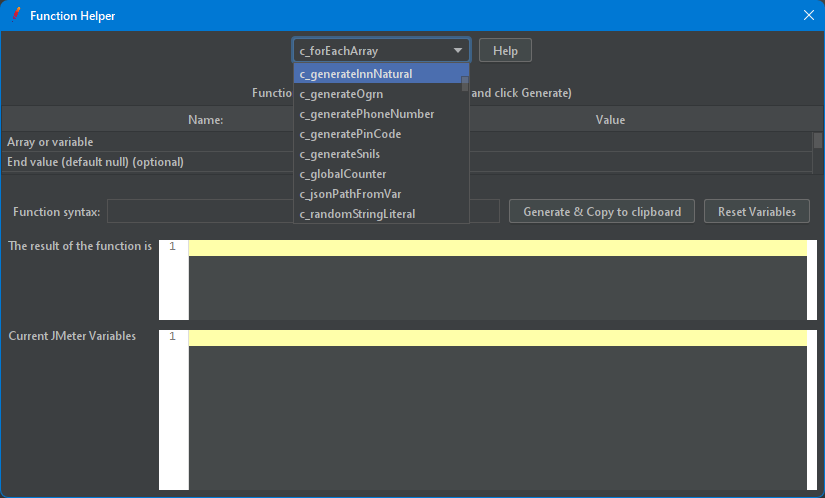 Function Helper
c_forEachArray
Help
c_generateInnNatural
c_generateOgrn
c_generatePhoneNumber
c_generatePinCode
c_generateSnils
c_globalCounter
c_jsonPathFromVar
c_randomStringLiteral
Function and click Generate)
Name: Value
Array or variable
End value (default null) (optional)
Function syntax: Generate & Copy to clipboard Reset Variables
The result of the function is 1
Current JMeter Variables 1